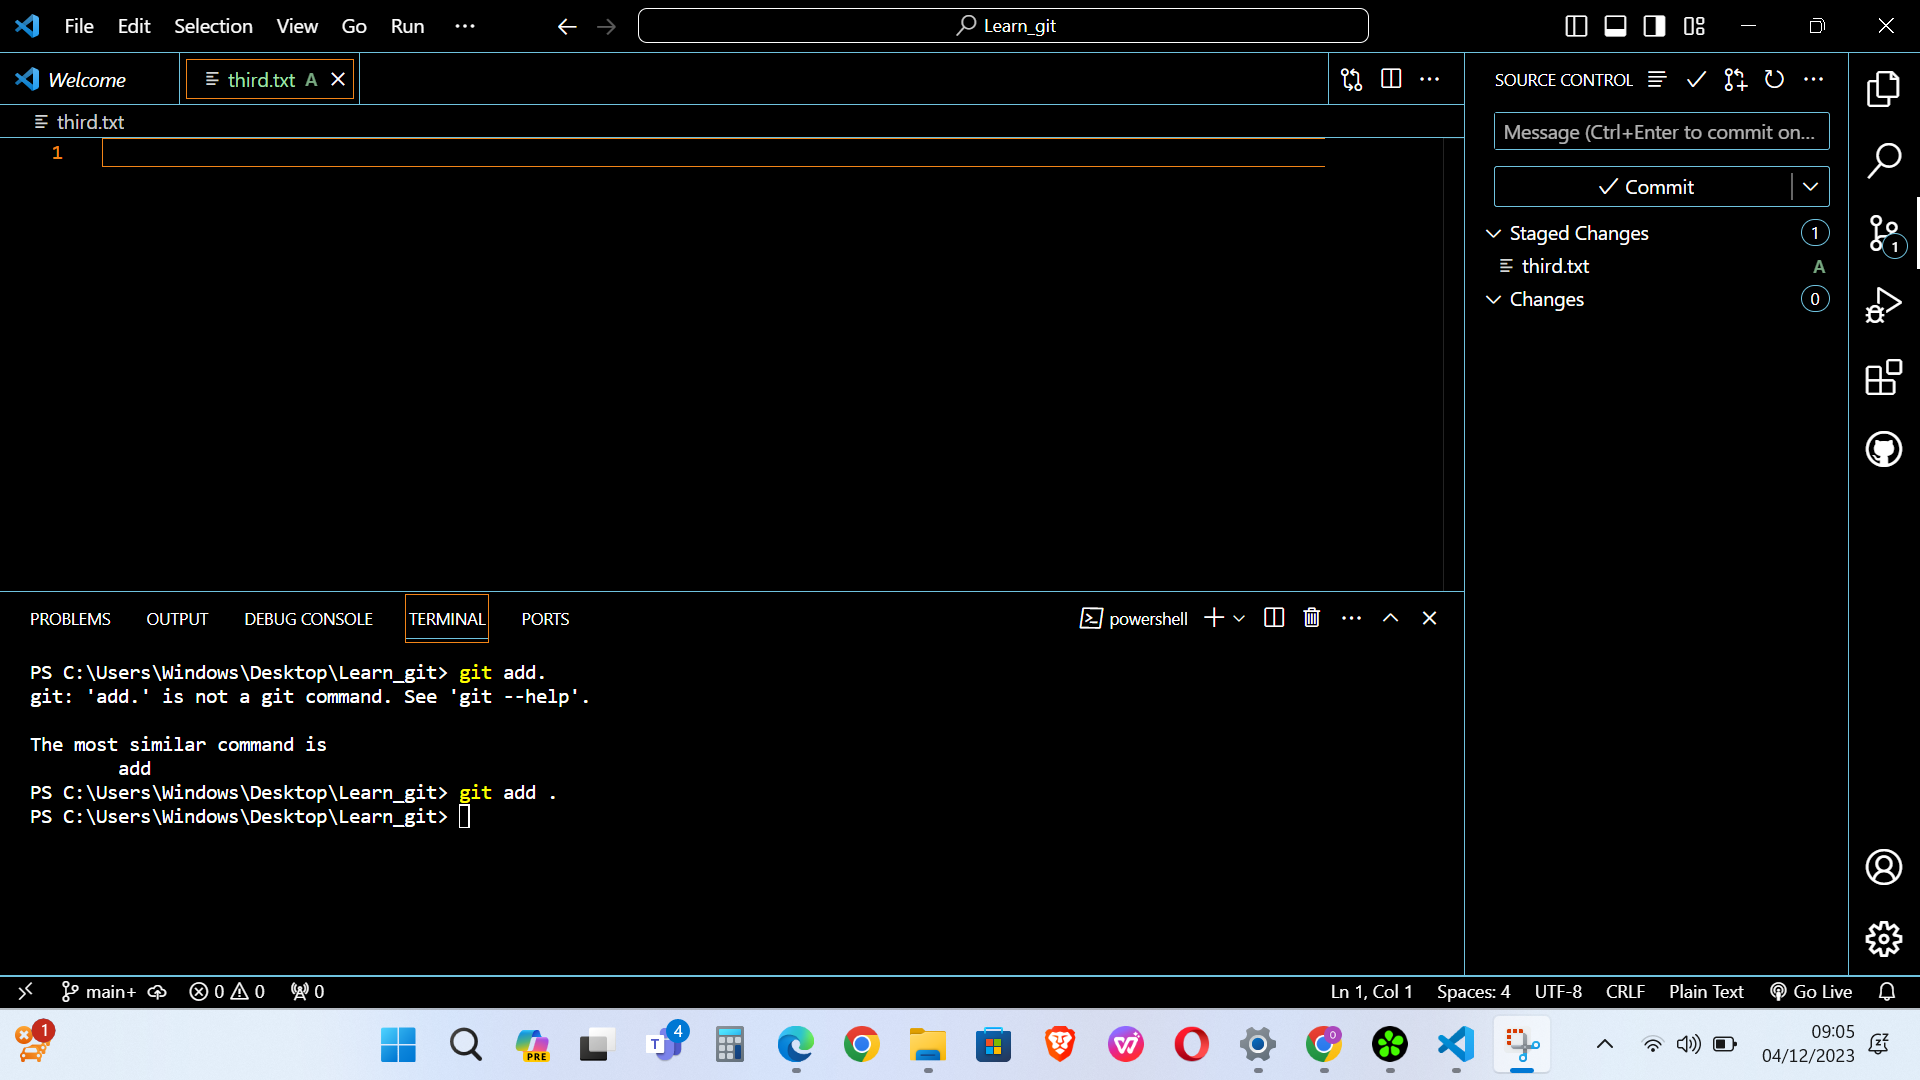 File Edit Selection View Go Run ···
Learn_git
Welcome
third.txt A
third.txt
1
SOURCE CONTROL
Message (Ctrl+Enter to commit on...
Commit
Staged Changes 1
third.txt A
Changes 0
1
PROBLEMS OUTPUT DEBUG CONSOLE TERMINAL PORTS
powershell
PS C:\Users\Windows\Desktop\Learn_git> git add.
git: 'add.' is not a git command. See 'git --help'.
The most similar command is
add
PS C:\Users\Windows\Desktop\Learn_git> git add .
PS C:\Users\Windows\Desktop\Learn_git>
main+ 0 0 0
Ln 1, Col 1 Spaces: 4 UTF-8 CRLF Plain Text Go Live
1
PRE
T 4
09:05
04/12/2023